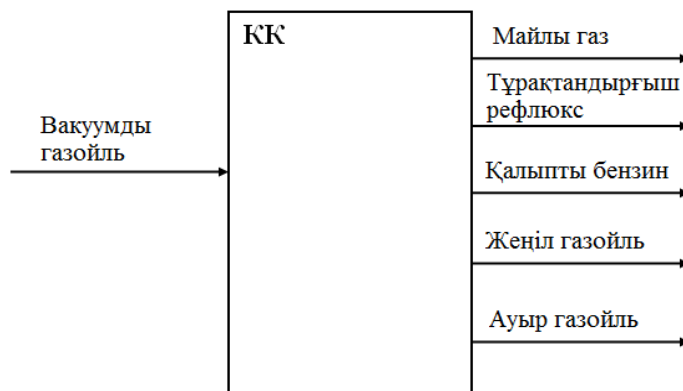 КК
Майлы газ
Тұрақтандырғыш
рефлюкс
Вакуумды
газойль
Қалыпты бензин
Жеңіл газойль
Ауыр газойль